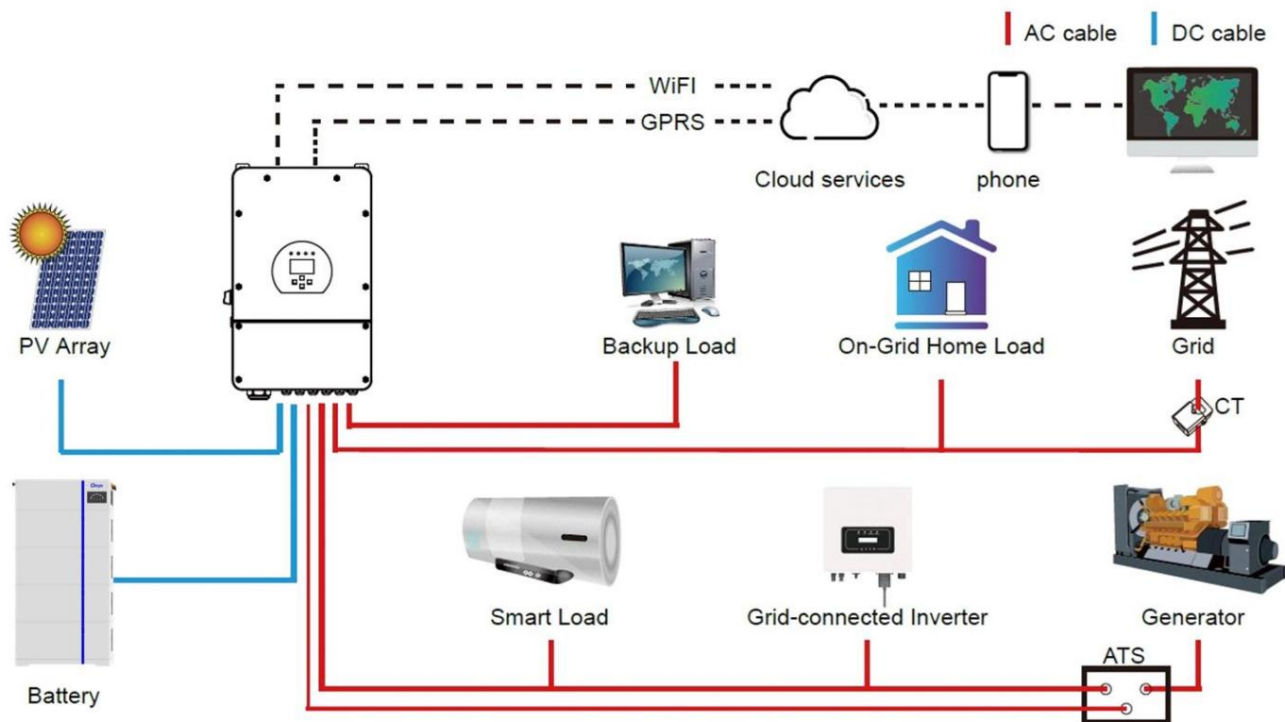 AC cable
DC cable
WiFI
GPRS
Cloud services
phone
PV Array
Backup Load
On-Grid Home Load
Grid
CT
Deye
Smart Load
Grid-connected Inverter
Generator
Battery
ATS